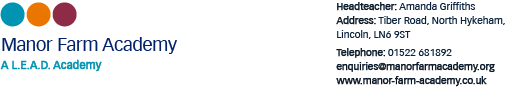 Manor Farm Academy
A L.E.A.D. Academy
Headteacher: Amanda Griffiths
Address: Tiber Road, North Hykeham,
Lincoln, LN6 9ST
Telephone: 01522 681892
enquiries@manorfarmacademy.org
www.manor-farm-academy.co.uk